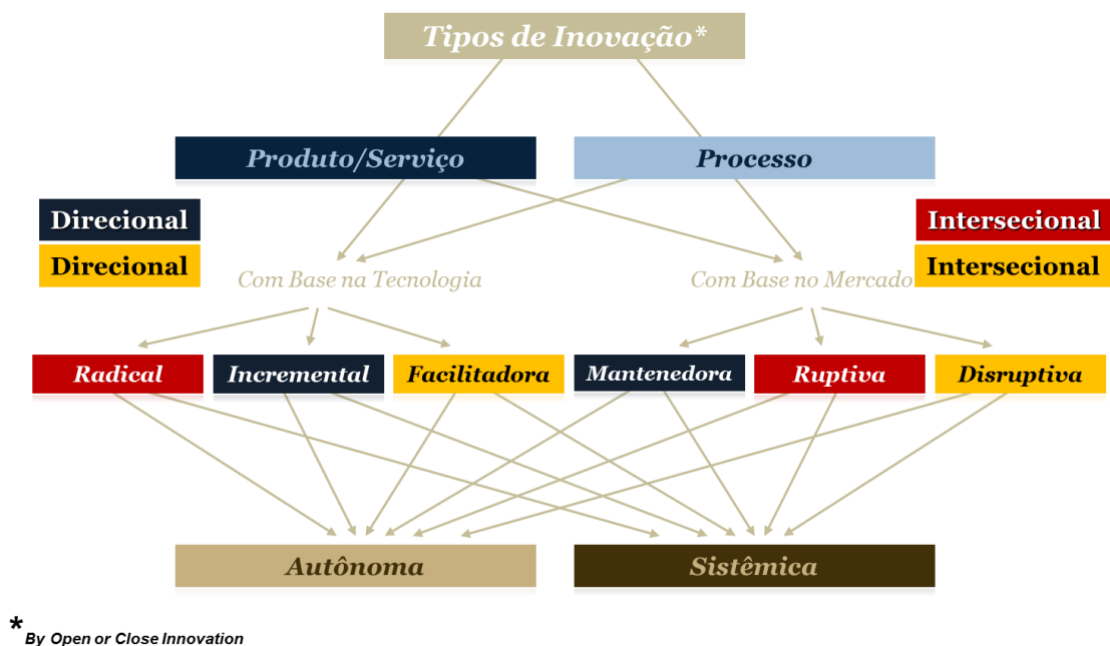 Tipos de Inovação*
Produto/Serviço
Processo
Direcional
Direcional
Intersecional
Intersecional
Com Base na Tecnologia
Com Base no Mercado
Radical
Incremental
Facilitadora
Mantenedora
Ruptiva
Disruptiva
Autônoma
Sistêmica
* By Open or Close Innovation